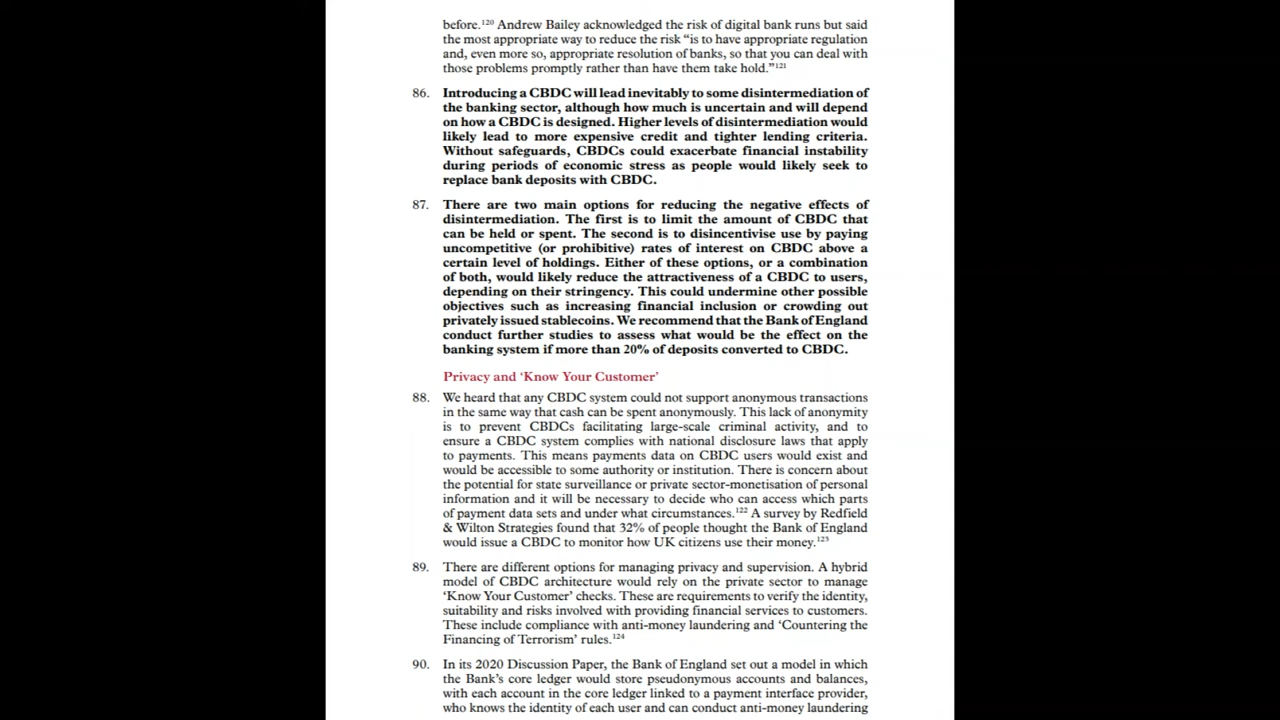 before.120 Andrew Bailey acknowledged the risk of digital bank runs but said
the most appropriate way to reduce the risk “is to have appropriate regulation
and, even more so, appropriate resolution of banks, so that you can deal with
those problems promptly rather than have them take hold.”121
86. Introducing a CBDC will lead inevitably to some disintermediation of
the banking sector, although how much is uncertain and will depend
on how a CBDC is designed. Higher levels of disintermediation would
likely lead to more expensive credit and tighter lending criteria.
Without safeguards, CBDCs could exacerbate financial instability
during periods of economic stress as people would likely seek to
replace bank deposits with CBDC.
87. There are two main options for reducing the negative effects of
disintermediation. The first is to limit the amount of CBDC that
can be held or spent. The second is to disincentivise use by paying
uncompetitive (or prohibitive) rates of interest on CBDC above a
certain level of holdings. Either of these options, or a combination
of both, would likely reduce the attractiveness of a CBDC to users,
depending on their stringency. This could undermine other possible
objectives such as increasing financial inclusion or crowding out
privately issued stablecoins. We recommend that the Bank of England
conduct further studies to assess what would be the effect on the
banking system if more than 20% of deposits converted to CBDC.
Privacy and ‘Know Your Customer’
88. We heard that any CBDC system could not support anonymous transactions
in the same way that cash can be spent anonymously. This lack of anonymity
is to prevent CBDCs facilitating large-scale criminal activity, and to
ensure a CBDC system complies with national disclosure laws that apply
to payments. This means payments data on CBDC users would exist and
would be accessible to some authority or institution. There is concern about
the potential for state surveillance or private sector-monetisation of personal
information and it will be necessary to decide who can access which parts
of payment data sets and under what circumstances.122 A survey by Redfield
& Wilton Strategies found that 32% of people thought the Bank of England
would issue a CBDC to monitor how UK citizens use their money.123
89. There are different options for managing privacy and supervision. A hybrid
model of CBDC architecture would rely on the private sector to manage
‘Know Your Customer’ checks. These are requirements to verify the identity,
suitability and risks involved with providing financial services to customers.
These include compliance with anti-money laundering and ‘Countering the
Financing of Terrorism’ rules.124
90. In its 2020 Discussion Paper, the Bank of England set out a model in which
the Bank’s core ledger would store pseudonymous accounts and balances,
with each account in the core ledger linked to a payment interface provider,
who knows the identity of each user and can conduct anti-money laundering